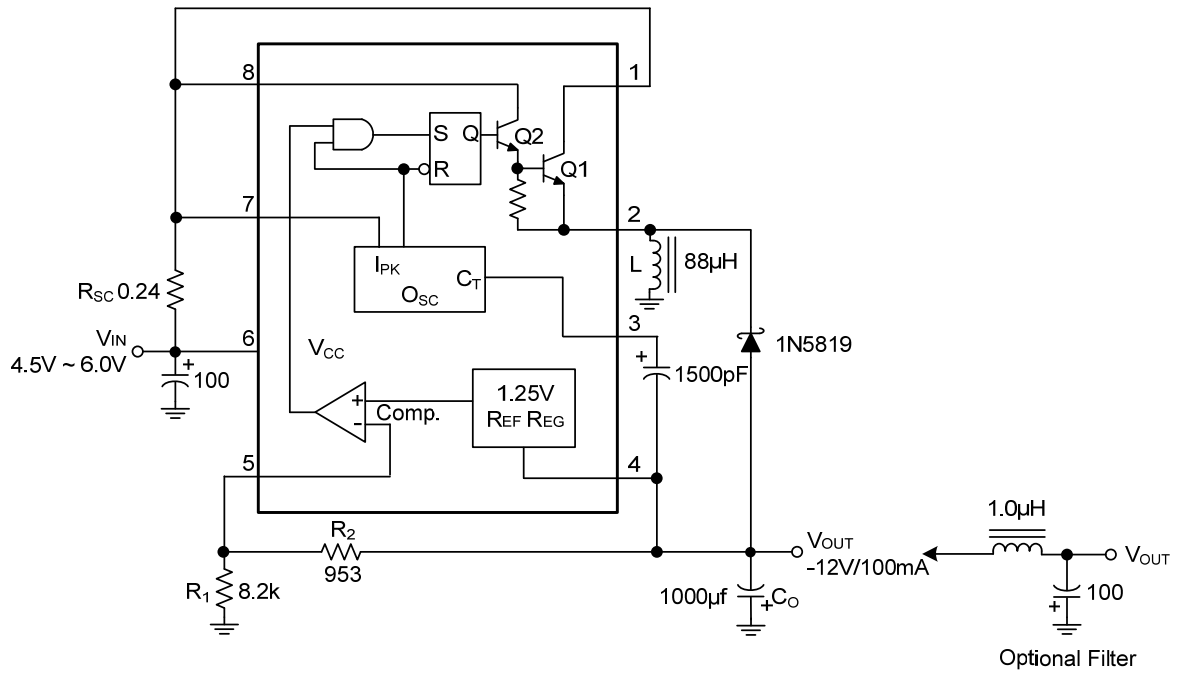 8
1
S Q
Q2
R
Q1
7
2
IPK
CT
OSC
L
88µH
RSC 0.24
3
VIN
4.5V ~ 6.0V
6
VCC
+
100
+
1500pF
1N5819
+
-
Comp.
1.25V
REF REG
5
4
R2
953
R1
8.2k
VOUT
-12V/100mA
1000µf
+
CO
1.0µH
VOUT
+
100
Optional Filter